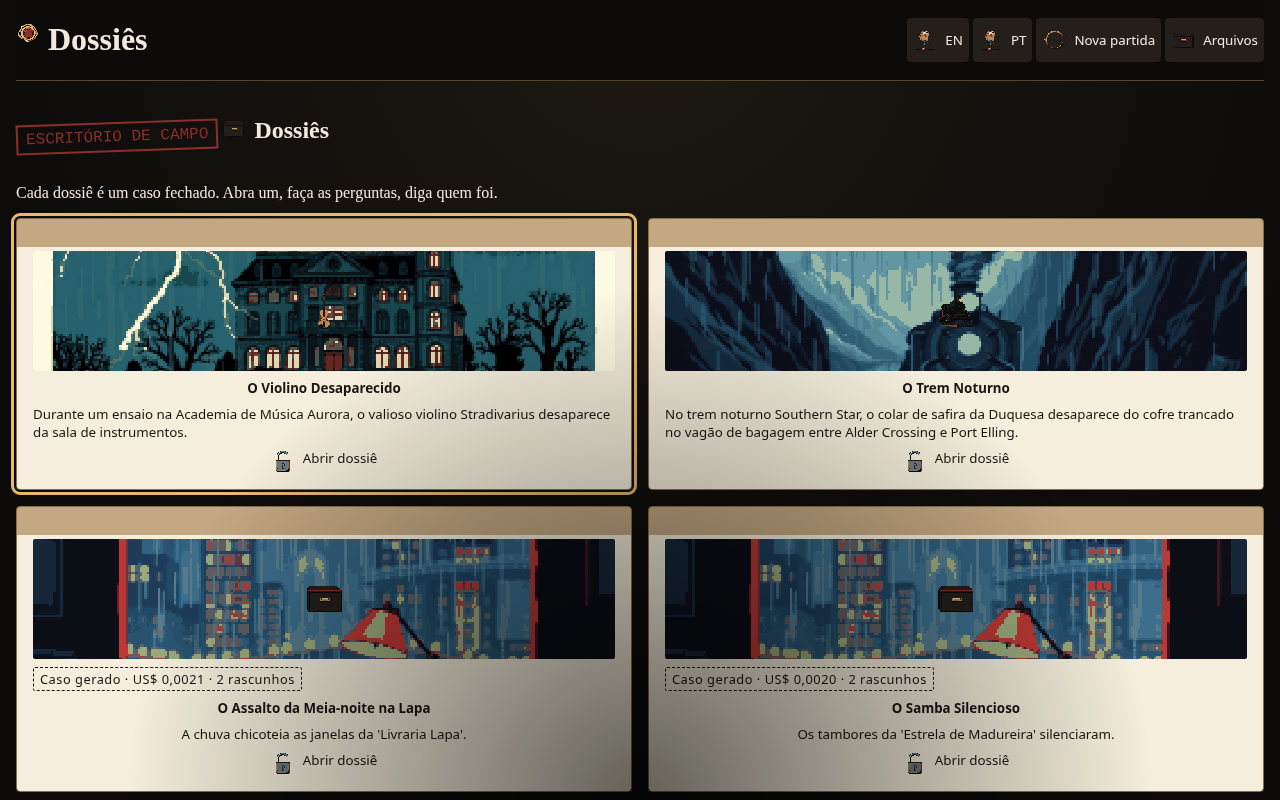 Dossiês
EN
PT
Nova partida
Arquivos
ESCRITÓRIO DE CAMPO
Dossiês
Cada dossiê é um caso fechado. Abra um, faça as perguntas, diga quem foi.
O Violino Desaparecido
Durante um ensaio na Academia de Música Aurora, o valioso violino Stradivarius desaparece
da sala de instrumentos.
Abrir dossiê
O Trem Noturno
No trem noturno Southern Star, o colar de safira da Duquesa desaparece do cofre trancado
no vagão de bagagem entre Alder Crossing e Port Elling.
Abrir dossiê
Caso gerado · US$ 0,0021 · 2 rascunhos
O Assalto da Meia-noite na Lapa
A chuva chicoteia as janelas da 'Livraria Lapa'.
Abrir dossiê
Caso gerado · US$ 0,0020 · 2 rascunhos
O Samba Silencioso
Os tambores da 'Estrela de Madureira' silenciaram.
Abrir dossiê